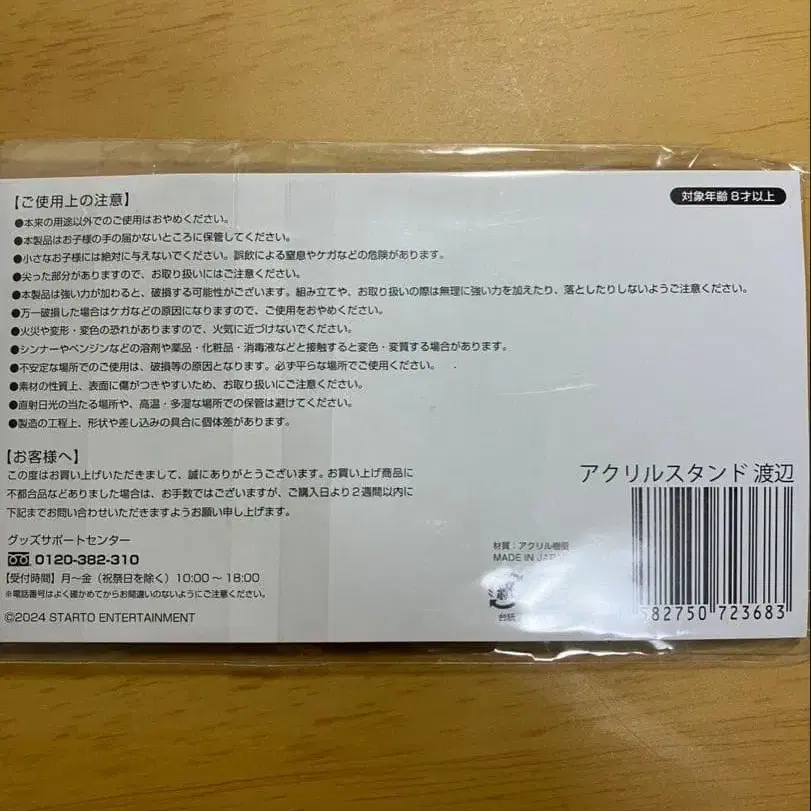 【ご使用上の注意】
対象年齢 8才以上
●本来の用途以外でのご使用はおやめください。
●本製品はお子様の手の届かないところに保管してください。
●小さなお子様には絶対に与えないでください。誤飲による窒息やケガなどの危険があります。
●尖った部分がありますので、お取り扱いにはご注意ください。
●本製品は強い力が加わると、破損する可能性がございます。組み立てや、お取り扱いの際は無理に強い力を加えたり、落としたりしないようご注意ください。
●万一破損した場合はケガなどの原因になりますので、ご使用をおやめください。
●火災や変形・変色の恐れがありますので、火気に近づけないでください。
●シンナーやベンジンなどの溶剤や薬品・化粧品・消毒液などと接触すると変色・変質する場合があります。
●不安定な場所でのご使用は、破損等の原因となります。必ず平らな場所でご使用ください。
●素材の性質上、表面に傷がつきやすいため、お取り扱いにご注意ください。
●直射日光の当たる場所や、高温・多湿な場所での保管は避けてください。
●製造の工程上、形状や差し込みの具合に個体差があります。
【お客様へ】
この度はお買い上げいただきまして、誠にありがとうございます。お買い上げ商品に
不都合品などありました場合は、お手数ではございますが、ご購入日より2週間以内に
下記までお問い合わせいただきますようお願い申し上げます。
アクリルスタンド 渡辺
グッズサポートセンター
0120-382-310
【受付時間】月～金（祝祭日を除く）10:00～18:00
※電話番号はよく確かめてからお間違いのないようにご注意ください。
©2024 STARTO ENTERTAINMENT
材質：アクリル樹脂
MADE IN
台紙
582750 723683